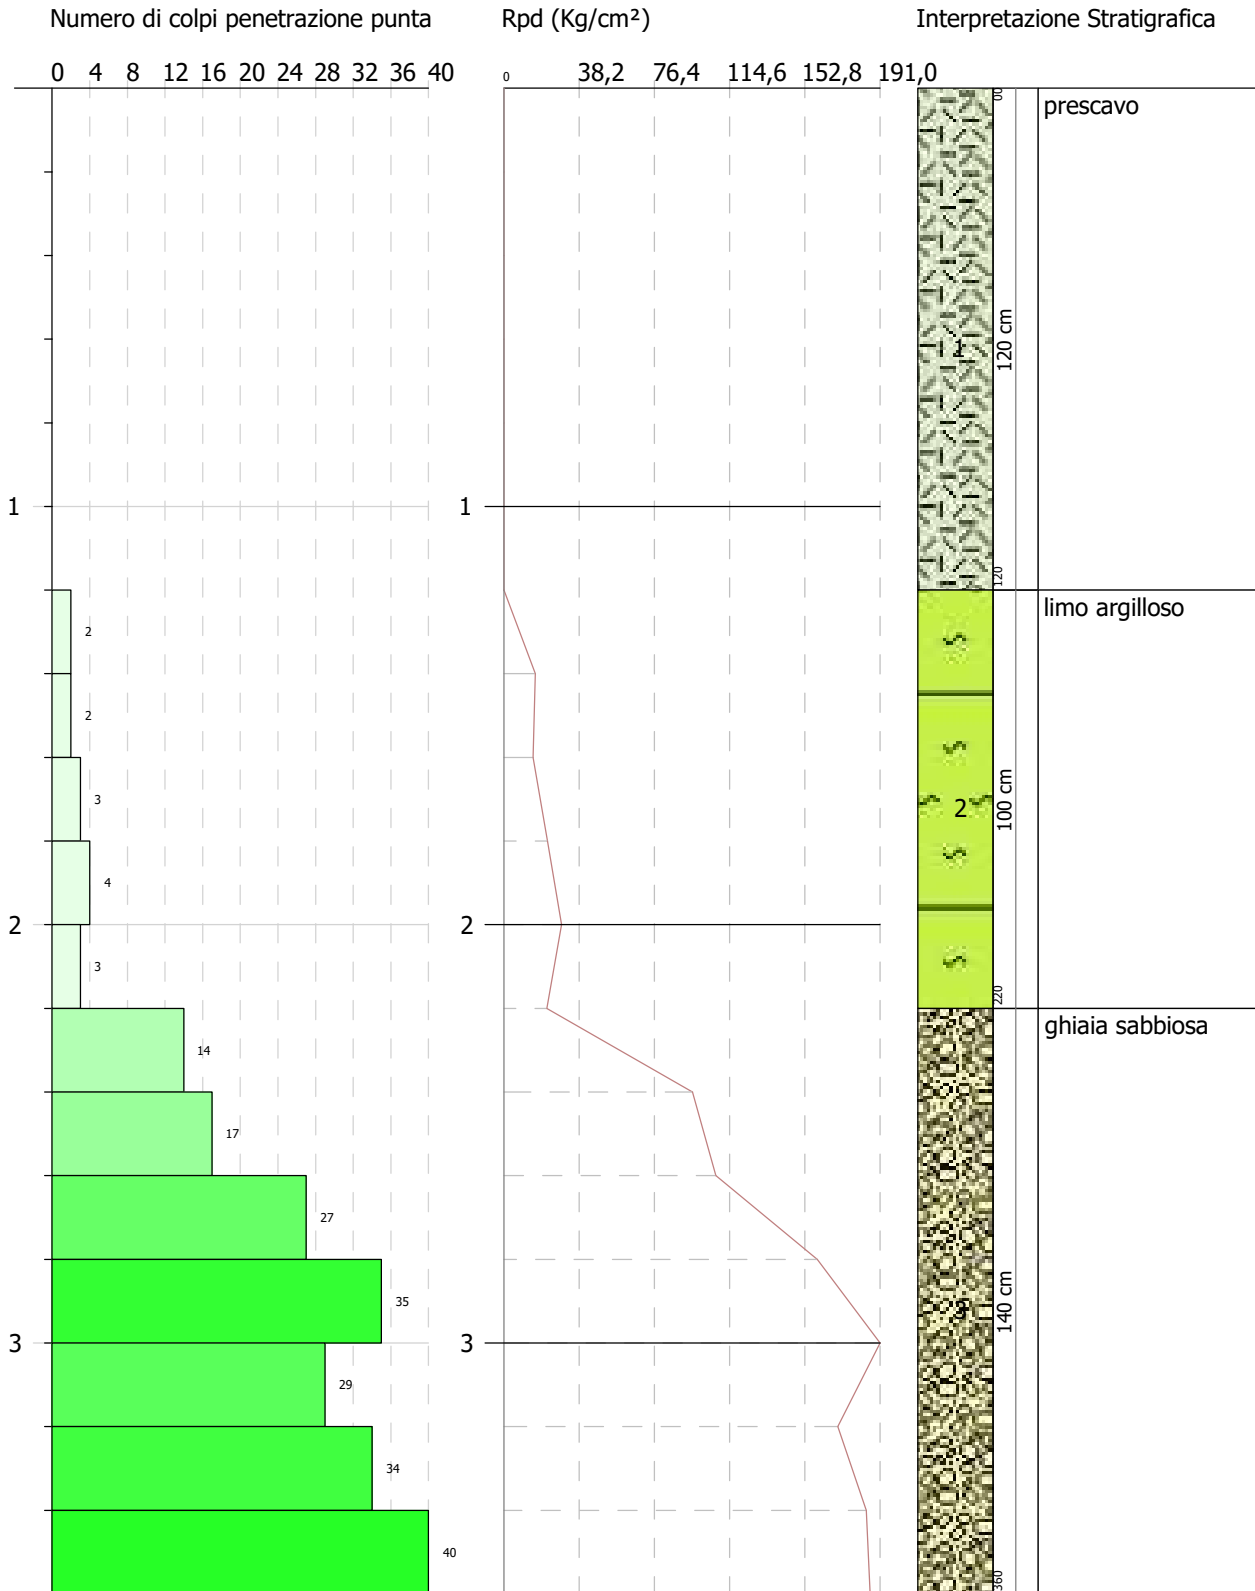 Numero di colpi penetrazione punta
Rpd (Kg/cm²)
Interpretazione Stratigrafica
0 4 8 12 16 20 24 28 32 36 40
0 38,2 76,4 114,6 152,8 191,0
00
prescavo
1
120 cm
1
1
120
limo argilloso
2
2
3
2
100 cm
4
2
2
3
220
ghiaia sabbiosa
14
17
27
35
3
140 cm
3
3
29
34
40
360